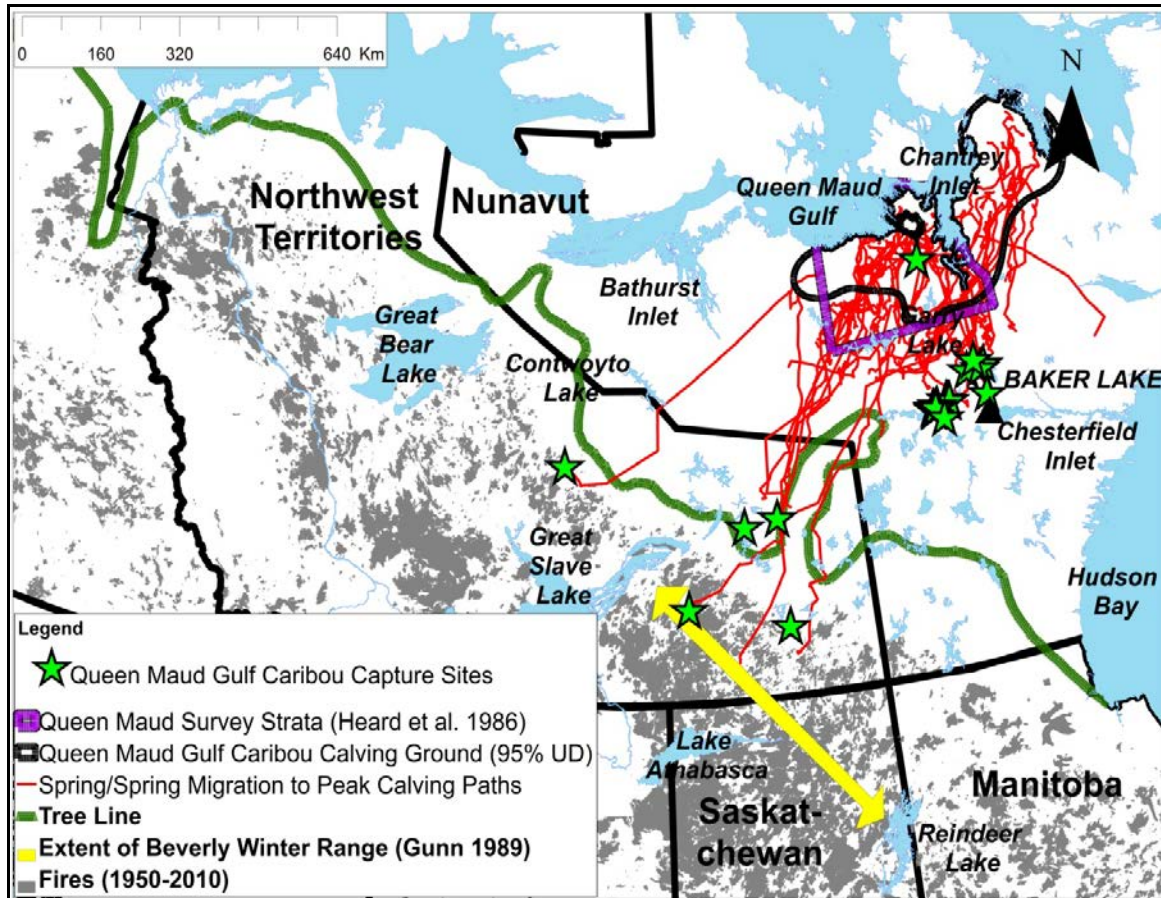 0 160 320 640 Km
N
Northwest
Territories
Nunavut
Queen Maud
Gulf
Chantrey
Inlet
Bathurst
Inlet
Great
Bear
Lake
Contwoyto
Lake
Garry
Lake
BAKER LAKE
Chesterfield
Inlet
Great
Slave
Lake
Hudson
Bay
Lake
Athabasca
Saskat-
chewan
Manitoba
Reindeer
Lake
Legend
Queen Maud Gulf Caribou Capture Sites
Queen Maud Survey Strata (Heard et al. 1986)
Queen Maud Gulf Caribou Calving Ground (95% UD)
Spring/Spring Migration to Peak Calving Paths
Tree Line
Extent of Beverly Winter Range (Gunn 1989)
Fires (1950-2010)